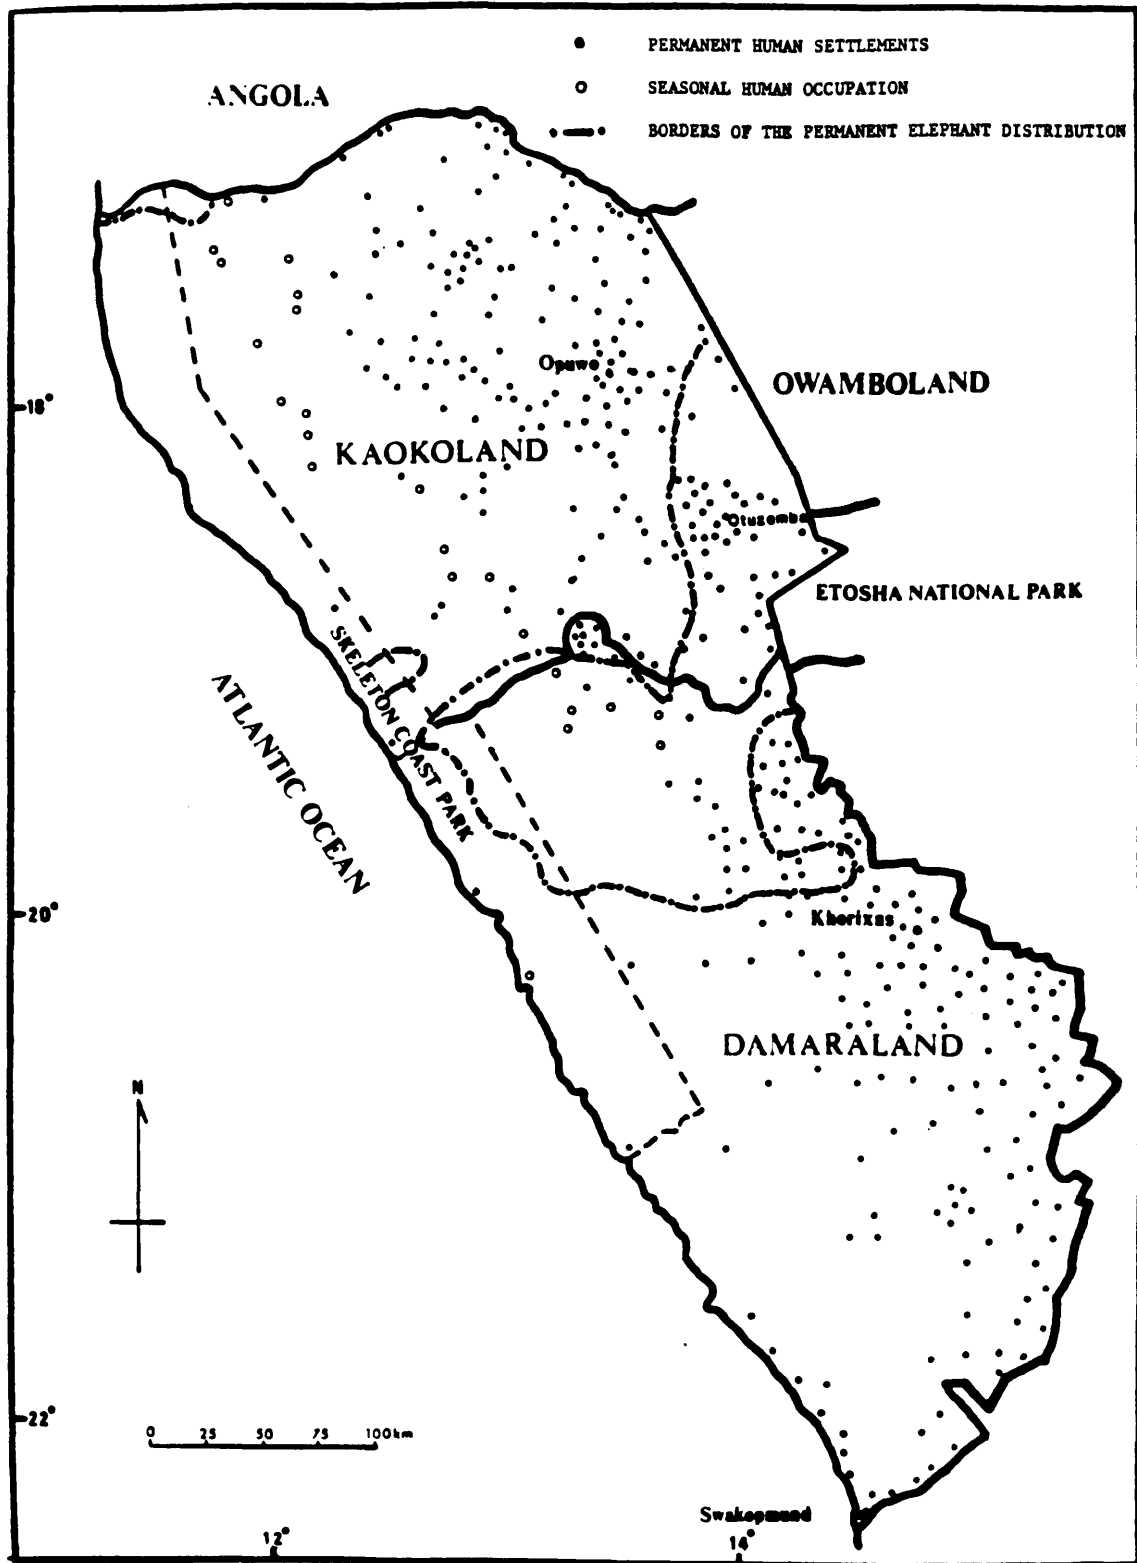 PERMANENT HUMAN SETTLEMENTS
SEASONAL HUMAN OCCUPATION
BORDERS OF THE PERMANENT ELEPHANT DISTRIBUTION
ANGOLA
Opuwo
OWAMBOLAND
18°
KAOKOLAND
Otuzemba
ETOSHA NATIONAL PARK
SKELETON COAST PARK
ATLANTIC OCEAN
20°
Khorixas
DAMARALAND
N
22°
0 25 50 75 100km
Swakopmund
12° 14°